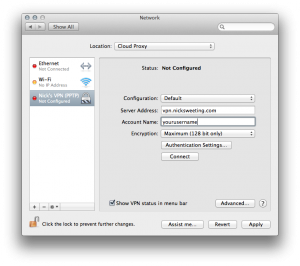 Network
Show All
Location: Cloud Proxy
Ethernet
Not Connected
Wi-Fi
No IP Address
Nick's VPN (PPTP)
Not Configured
Status: Not Configured
Configuration: Default
Server Address: vpn.nicksweeting.com
Account Name: yourusername
Encryption: Maximum (128 bit only)
Authentication Settings...
Connect
Show VPN status in menu bar
Advanced...
?
Click the lock to prevent further changes.
Assist me...
Revert
Apply